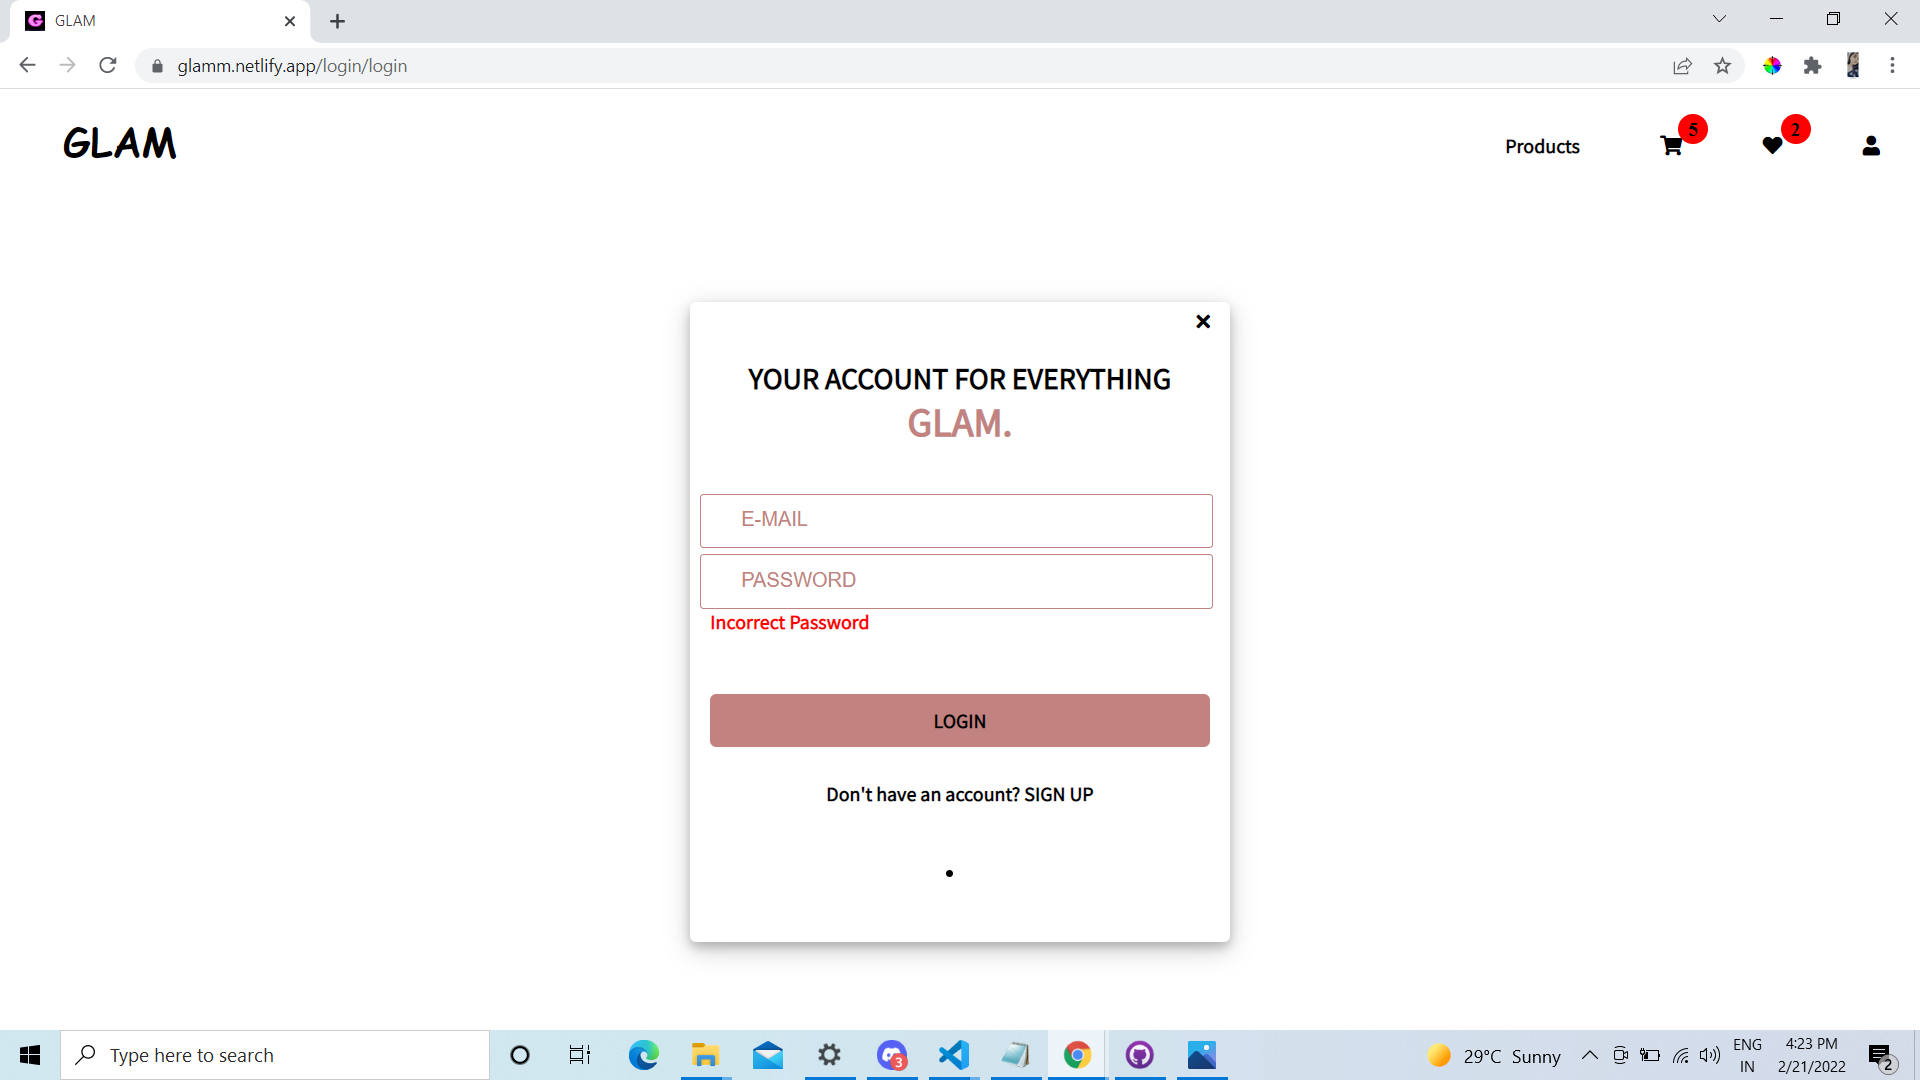 GLAM
glamm.netlify.app/login/login
GLAM
Products
5
2
YOUR ACCOUNT FOR EVERYTHING
GLAM.
E-MAIL
PASSWORD
Incorrect Password
LOGIN
Don't have an account? SIGN UP
Type here to search
3
29°C Sunny
ENG
IN
4:23 PM
2/21/2022
2